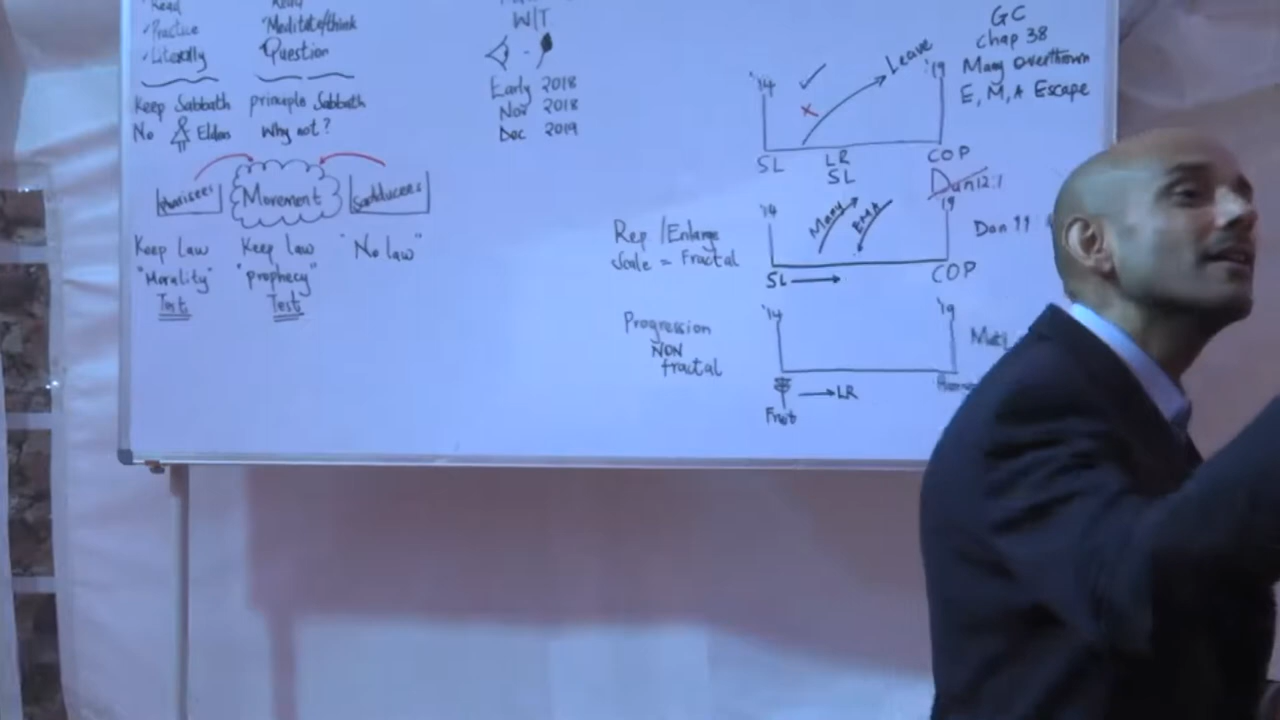 Read
Practice
Literally
Keep Sabbath
No Elders
Read
Meditate/think
Question
principle Sabbath
Why not?
Pharisees
Movement
Sadducees
Keep law
"Morality"
Test
Keep law
"prophecy"
Test
"No law"
W/T
Early 2018
Nov 2018
Dec 2019
'14
✓
x
Leave
'19
SL
LR
SL
COP
GC
chap 38
Many overthrown
E, M, A Escape
Dan 12:1
Rep/Enlarge
Scale = Fractal
'14
Many
EMA
'19
SL
COP
Dan 11
Progression
NON
fractal
'14
'19
LR